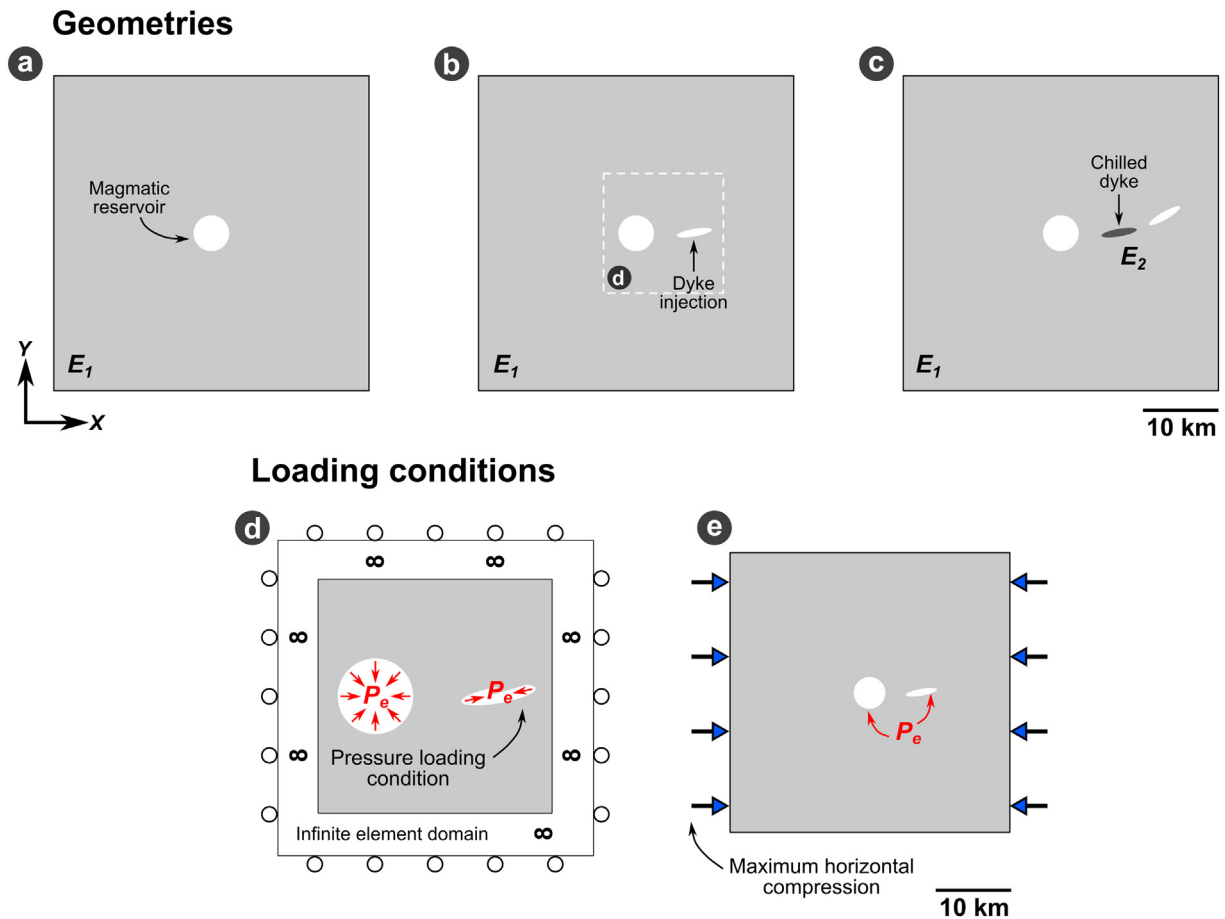 Geometries
a
b
c
Magmatic
reservoir
E1
Y
X
d
Dyke
injection
E1
Chilled
dyke
E2
E1
10 km
Loading conditions
d
∞ ∞
∞ ∞
Pe Pe
∞ ∞
Pressure loading
condition
Infinite element domain
∞
e
Pe
Maximum horizontal
compression
10 km